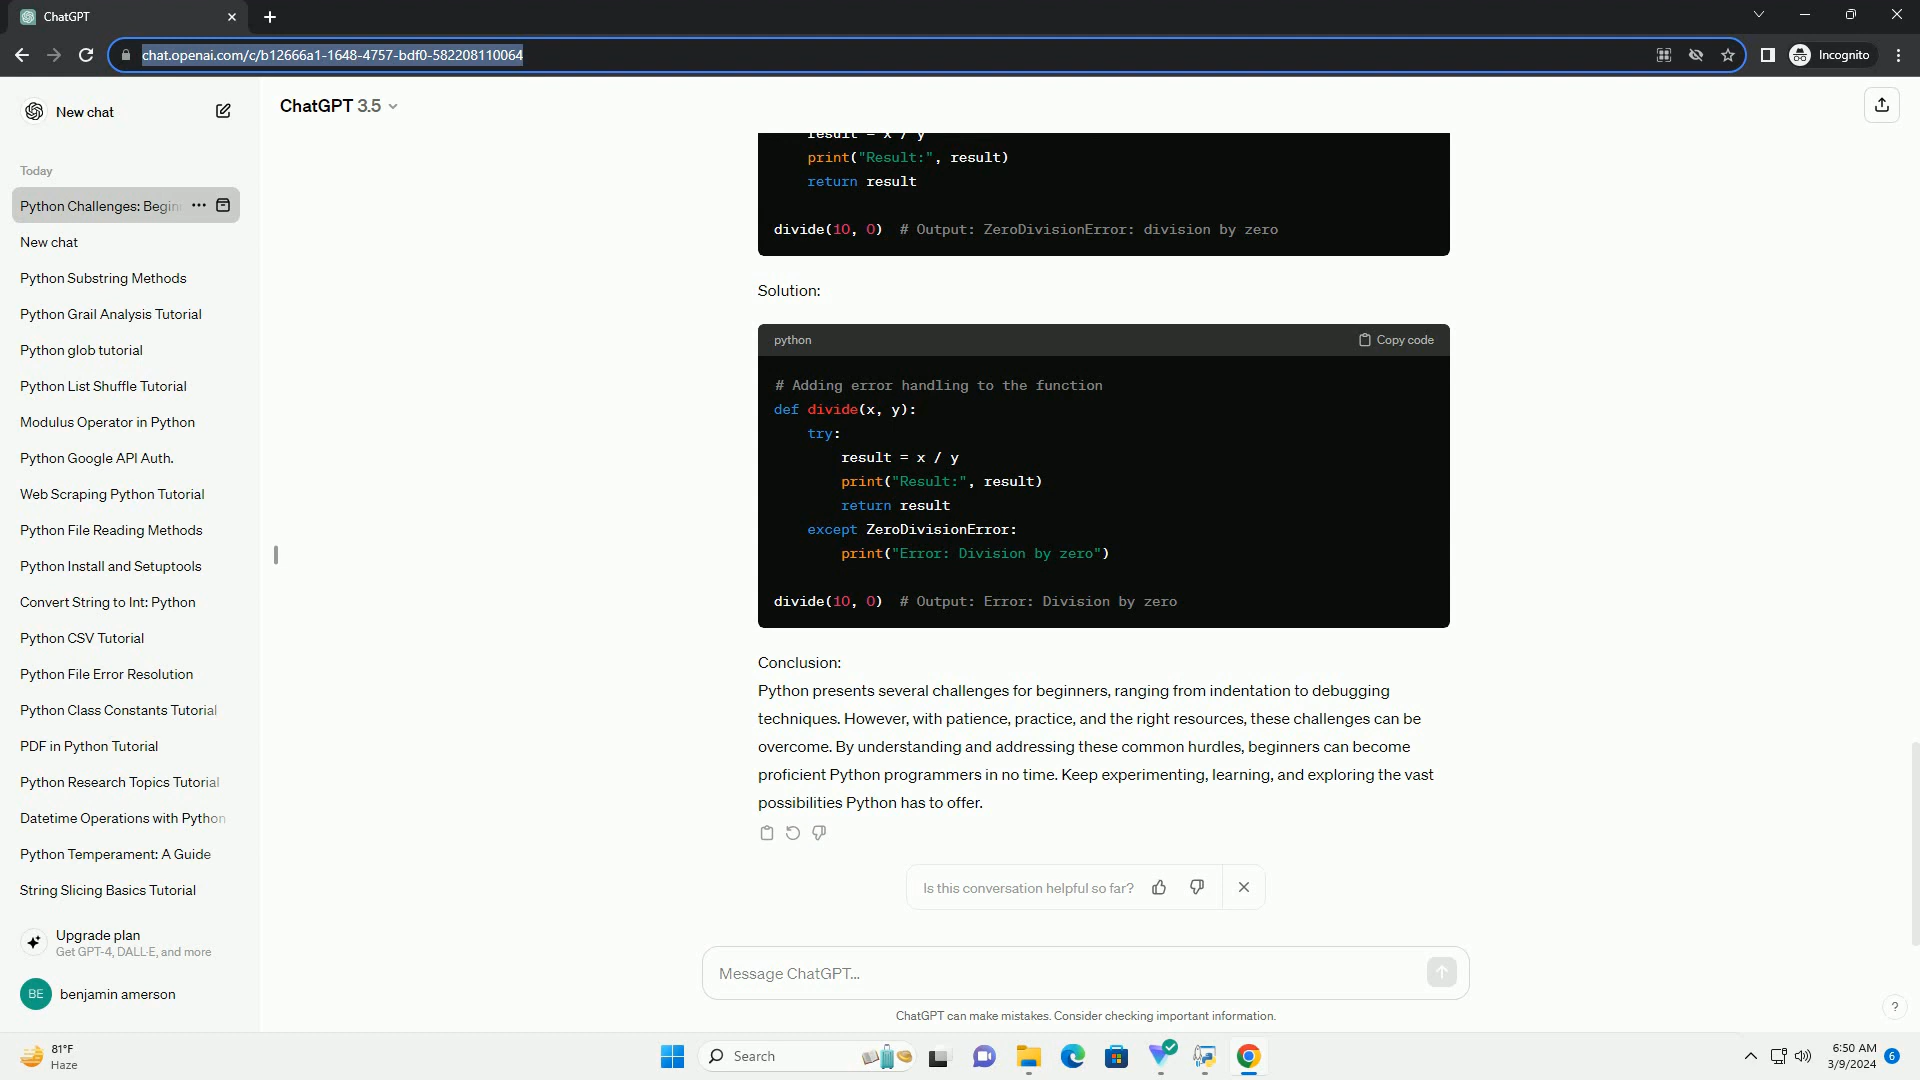 ChatGPT
chat.openai.com/c/b12666a1-1648-4757-bdf0-582208110064
Incognito
New chat
ChatGPT 3.5
Today
Python Challenges: Begin
New chat
Python Substring Methods
Python Grail Analysis Tutorial
Python glob tutorial
Python List Shuffle Tutorial
Modulus Operator in Python
Python Google API Auth.
Web Scraping Python Tutorial
Python File Reading Methods
Python Install and Setuptools
Convert String to Int: Python
Python CSV Tutorial
Python File Error Resolution
Python Class Constants Tutorial
PDF in Python Tutorial
Python Research Topics Tutorial
Datetime Operations with Python
Python Temperament: A Guide
String Slicing Basics Tutorial
Upgrade plan
Get GPT-4, DALL·E, and more
BE
benjamin amerson
result = x / y
print("Result:", result)
return result
divide(10, 0)  # Output: ZeroDivisionError: division by zero
Solution:
python
Copy code
# Adding error handling to the function
def divide(x, y):
try:
result = x / y
print("Result:", result)
return result
except ZeroDivisionError:
print("Error: Division by zero")
divide(10, 0)  # Output: Error: Division by zero
Conclusion:
Python presents several challenges for beginners, ranging from indentation to debugging
techniques. However, with patience, practice, and the right resources, these challenges can be
overcome. By understanding and addressing these common hurdles, beginners can become
proficient Python programmers in no time. Keep experimenting, learning, and exploring the vast
possibilities Python has to offer.
Is this conversation helpful so far?
Message ChatGPT…
ChatGPT can make mistakes. Consider checking important information.
?
81°F
Haze
Search
6:50 AM
3/9/2024
6